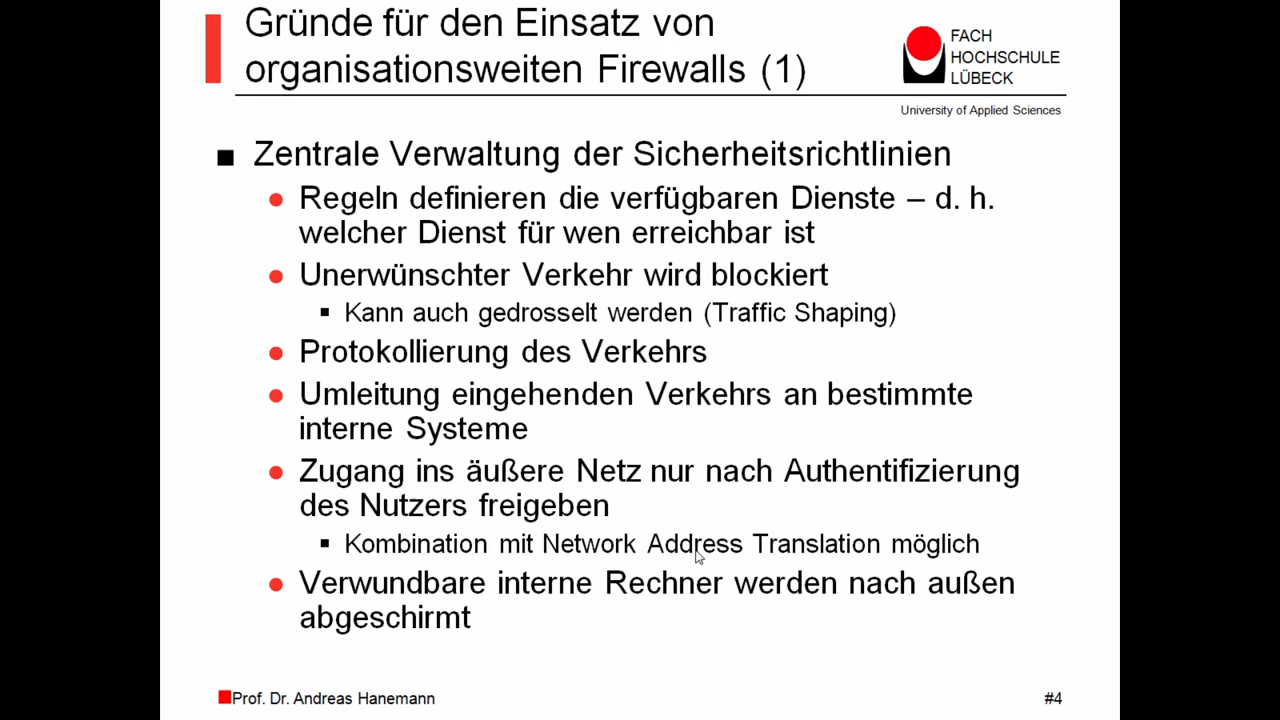 Gründe für den Einsatz von
organisationsweiten Firewalls (1)
FACH
HOCHSCHULE
LÜBECK
University of Applied Sciences
Zentrale Verwaltung der Sicherheitsrichtlinien
Regeln definieren die verfügbaren Dienste – d. h.
welcher Dienst für wen erreichbar ist
Unerwünschter Verkehr wird blockiert
Kann auch gedrosselt werden (Traffic Shaping)
Protokollierung des Verkehrs
Umleitung eingehenden Verkehrs an bestimmte
interne Systeme
Zugang ins äußere Netz nur nach Authentifizierung
des Nutzers freigeben
Kombination mit Network Address Translation möglich
Verwundbare interne Rechner werden nach außen
abgeschirmt
Prof. Dr. Andreas Hanemann
#4